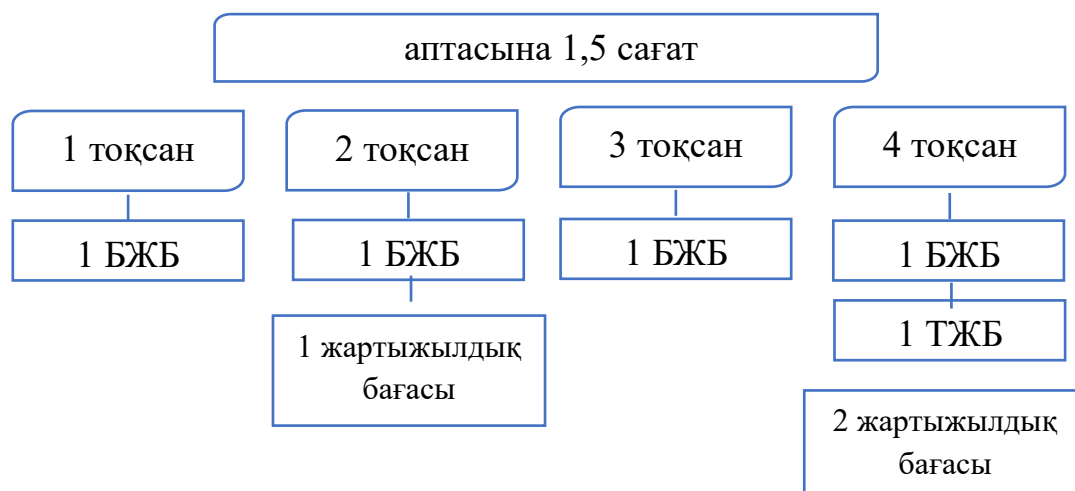 аптасына 1,5 сағат
1 тоқсан
2 тоқсан
3 тоқсан
4 тоқсан
1 БЖБ
1 БЖБ
1 БЖБ
1 БЖБ
1 жартыжылдық
бағасы
1 ТЖБ
2 жартыжылдық
бағасы